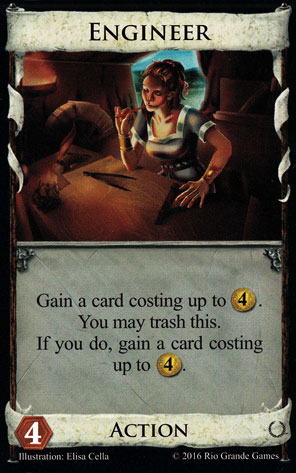 ENGINEER
Gain a card costing up to 4.
You may trash this.
If you do, gain a card costing
up to 4.
4
ACTION
Illustration: Elisa Cella
© 2016 Rio Grande Games